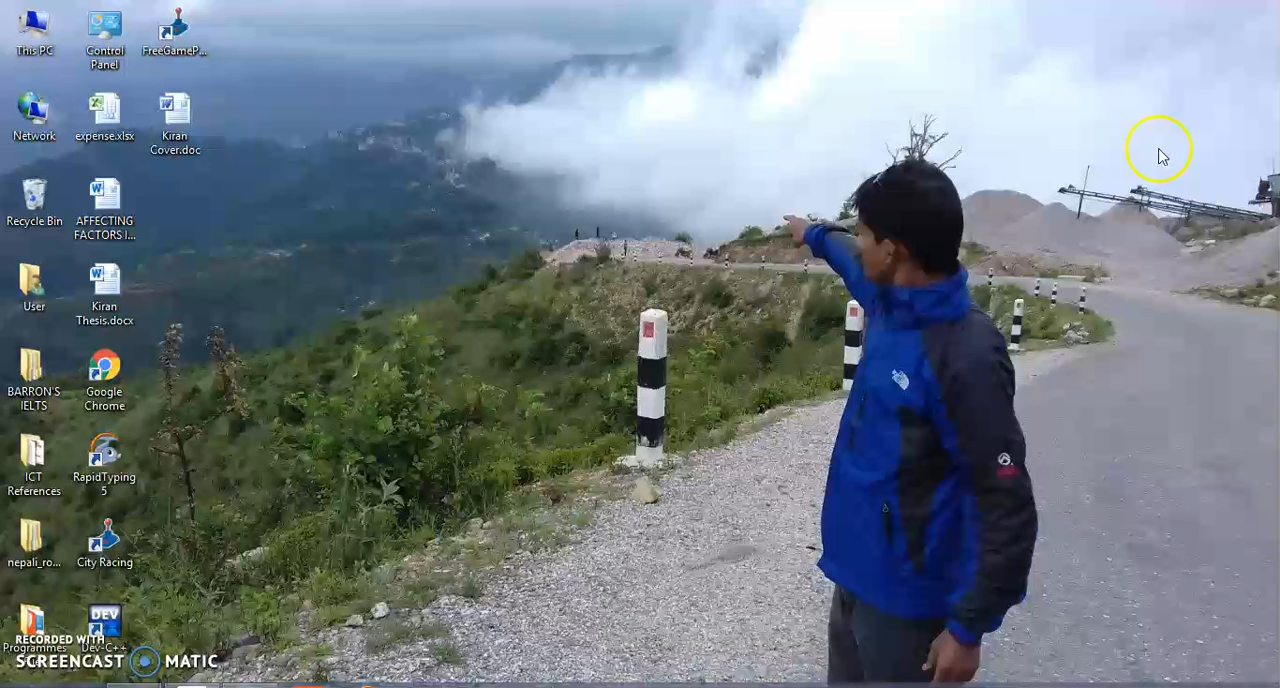 This PC
Control
Panel
FreeGameP...
Network
expense.xlsx
Kiran
Cover.doc
Recycle Bin
AFFECTING
FACTORS I...
User
Kiran
Thesis.docx
BARRON'S
IELTS
Google
Chrome
ICT
References
RapidTyping
5
nepali_ro...
City Racing
DEV
Programmes
Dev-C++
RECORDED WITH
SCREENCAST MATIC